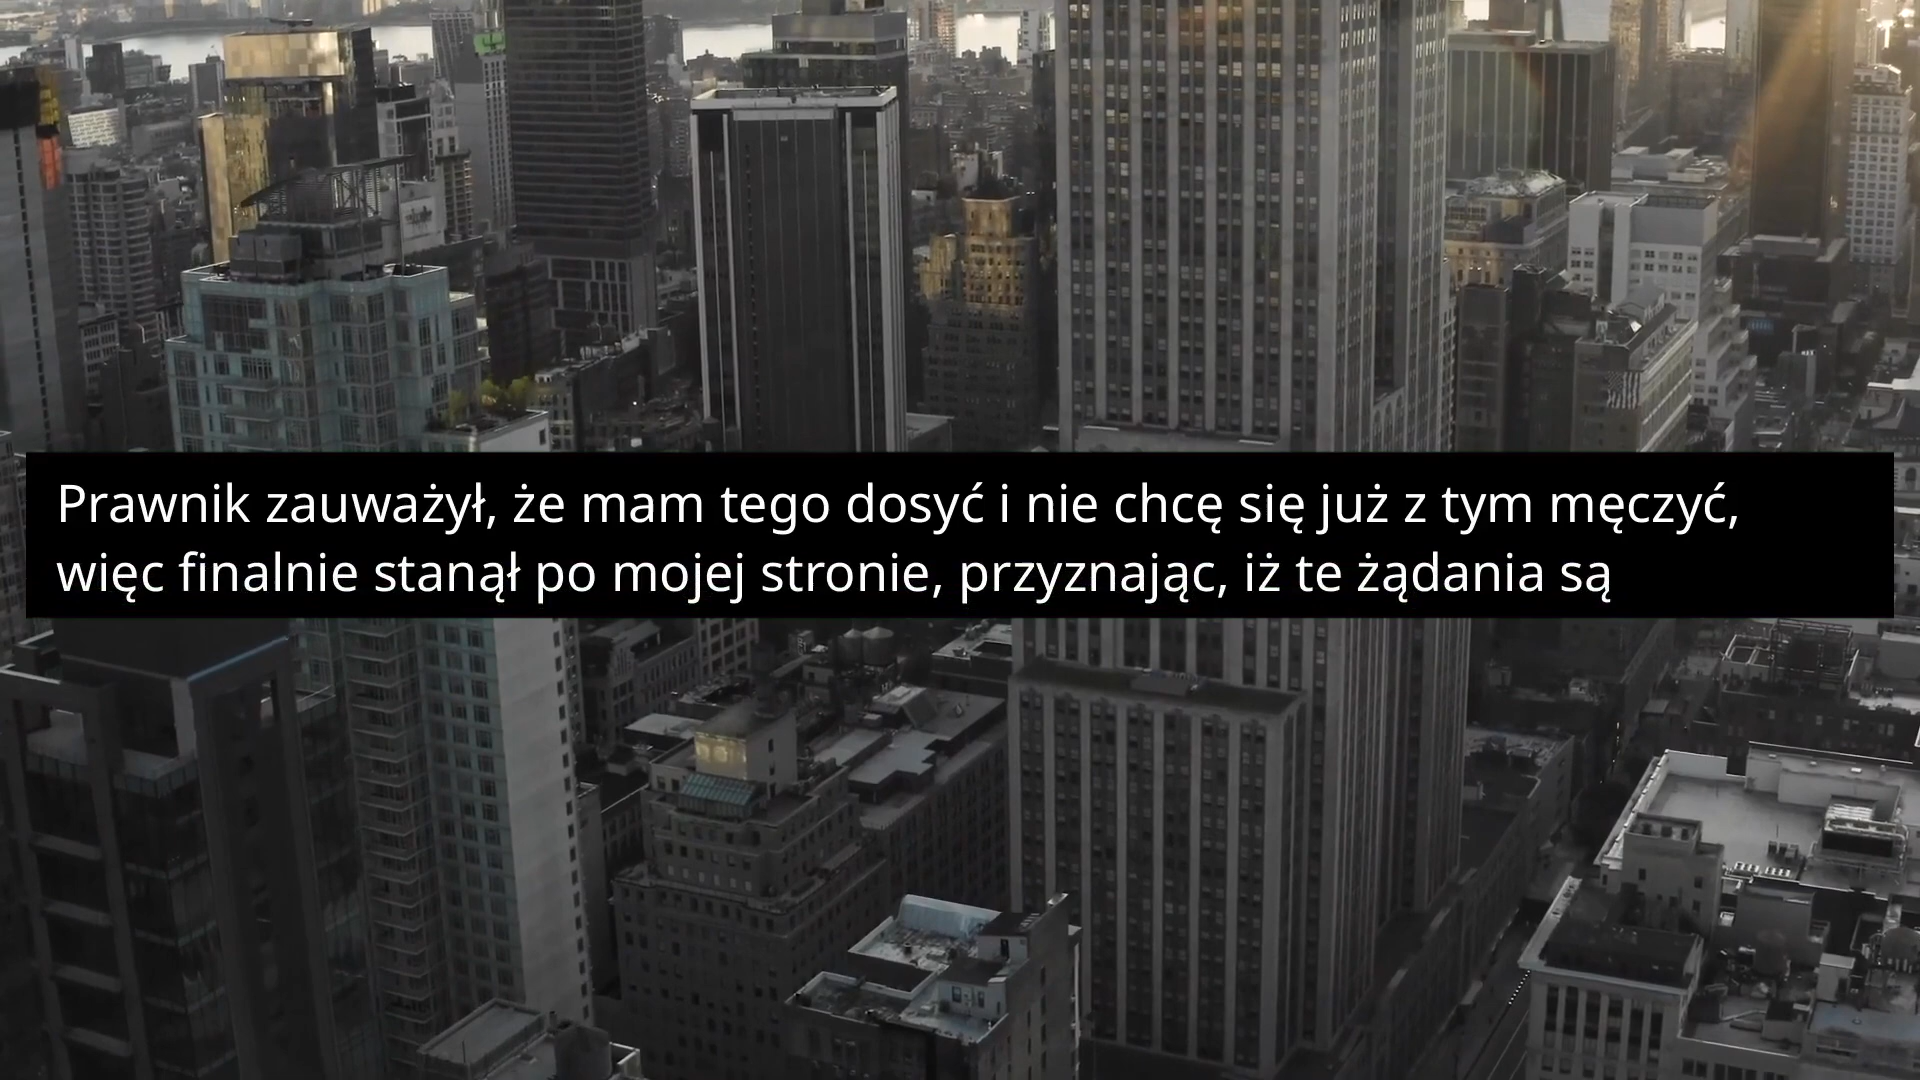 Prawnik zauważył, że mam tego dosyć i nie chcę się już z tym męczyć,
więc finalnie stanął po mojej stronie, przyznając, iż te żądania są